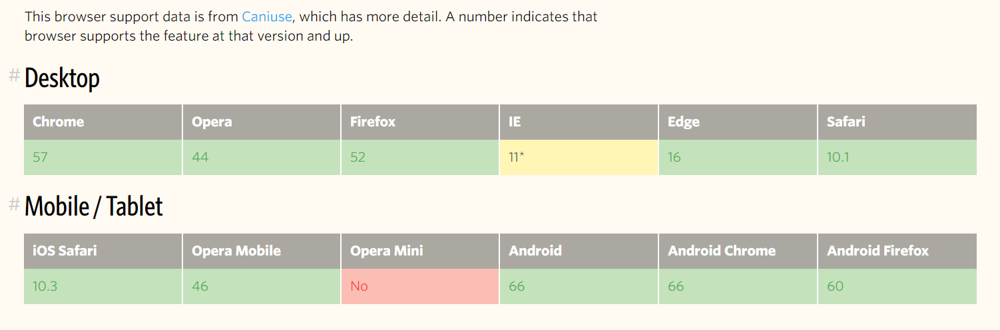 This browser support data is from Caniuse, which has more detail. A number indicates that
browser supports the feature at that version and up.
# Desktop
Chrome Opera Firefox IE Edge Safari
57 44 52 11* 16 10.1
# Mobile / Tablet
iOS Safari Opera Mobile Opera Mini Android Android Chrome Android Firefox
10.3 46 No 66 66 60